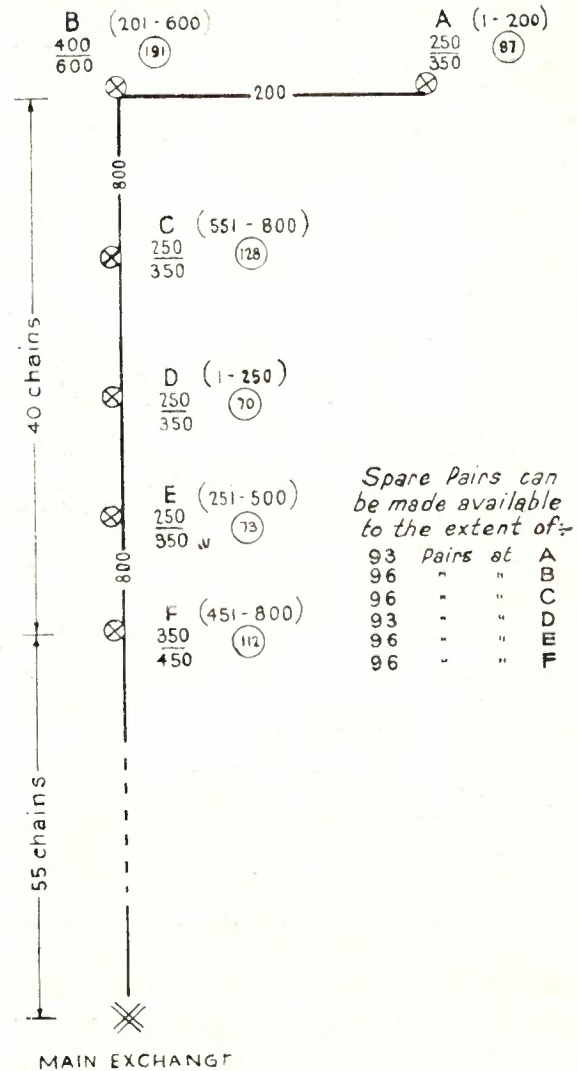 B (201-600)
400
600
191
A (1-200)
250
350
87
200
800
C (551-800)
250
350
128
40 chains
D (1-250)
250
350
70
E (251-500)
250
350
73
800
F (451-800)
350
450
112
Spare Pairs can
be made available
to the extent of:-
93 Pairs at A
96 " " B
96 " " C
93 " " D
96 " " E
96 " " F
55 chains
MAIN EXCHANGE